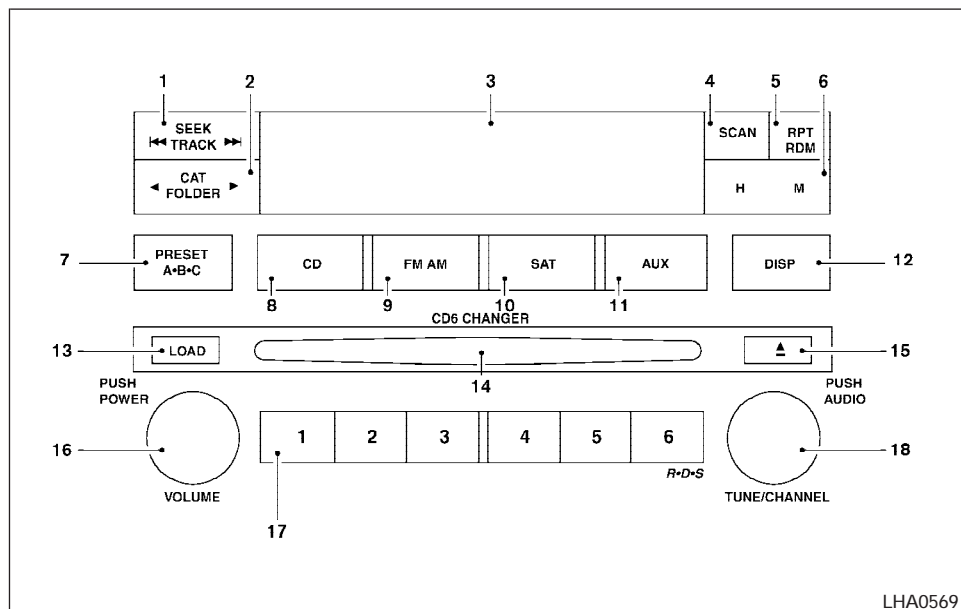 1 2 3 4 5 6
SEEK
TRACK
CAT
FOLDER
SCAN
RPT
RDM
H M
7
PRESET
A•B•C
CD
FM AM
SAT
AUX
DISP
12
8 9 10 11
CD6 CHANGER
13
LOAD
14
15
PUSH
POWER
PUSH
AUDIO
16
1 2 3 4 5 6
18
R•D•S
VOLUME
17
TUNE/CHANNEL
LHA0569